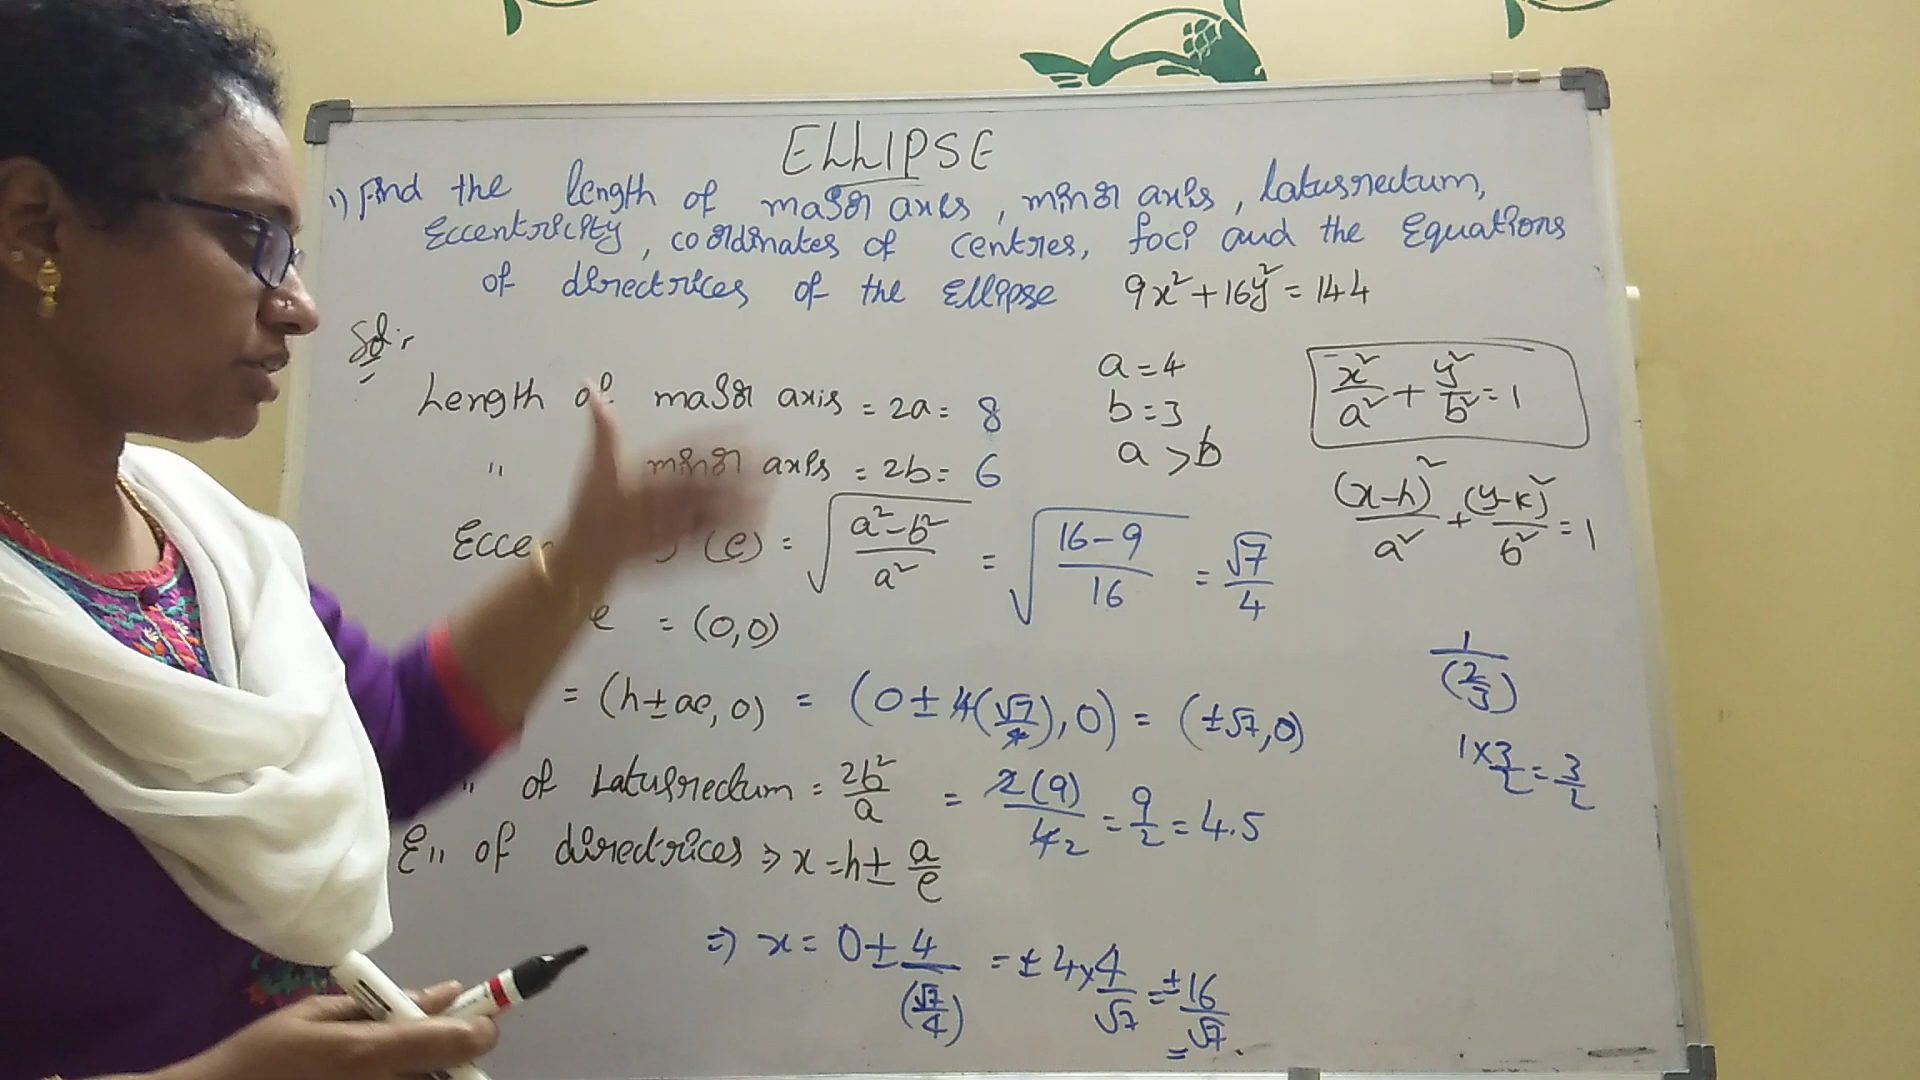 ELLIPSE
1) Find the length of major axes, minor axis, Latusrectum,
Eccentricity, coordinates of centres, foci and the Equations
of directrices of the Ellipse 9x² + 16y² = 144
Sol:-
Length of major axis = 2a = 8
" minor axis = 2b = 6
a = 4
b = 3
a > b
x²/a² + y²/b² = 1
(x-h)²/a² + (y-k)²/b² = 1
(e) = √((a²-b²)/a²) = √((16-9)/16) = √7/4
= (0,0)
= (h±ae, 0) = (0±4(√7/4), 0) = (±√7, 0)
" of Latusrectum = 2b²/a = 2(9)/42 = 9/2 = 4.5
E" of directrices ⇒ x = h ± a/e
⇒ x = 0 ± 4/(√7/4) = ± 4×4/√7 = ±16/√7
=
1/(2/3)
1×3/2 = 3/2